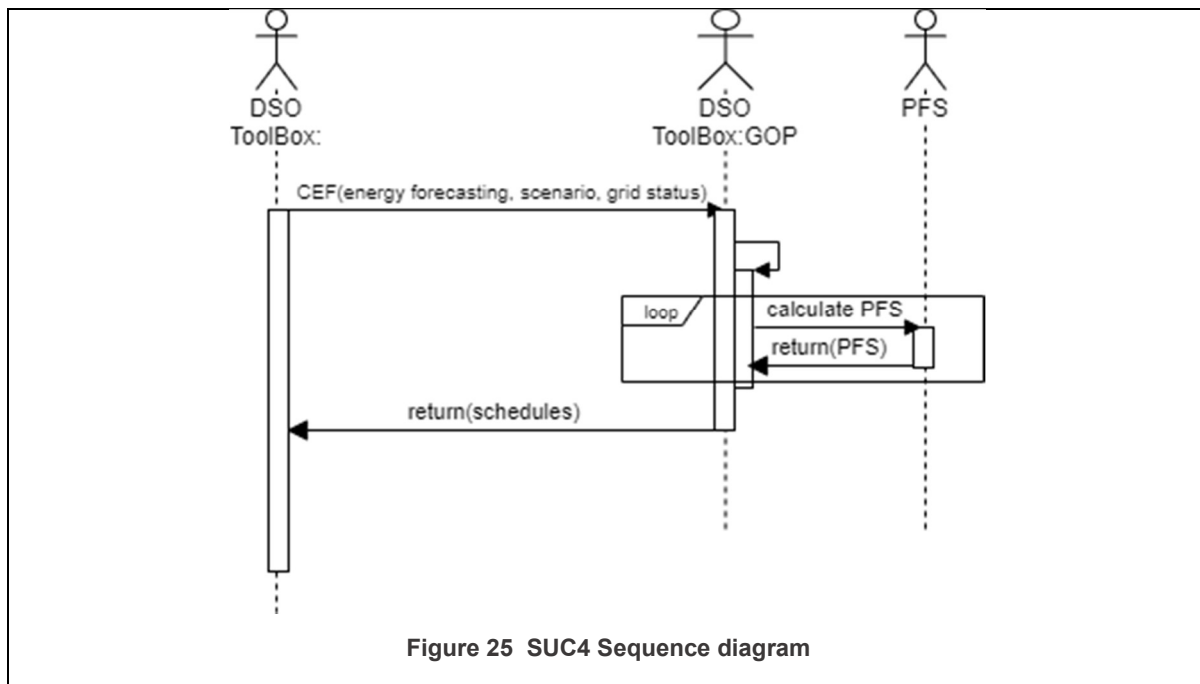 DSO
ToolBox:
DSO
ToolBox:GOP
PFS
CEF(energy forecasting, scenario, grid status)
loop
calculate PFS
return(PFS)
return(schedules)
Figure 25 SUC4 Sequence diagram